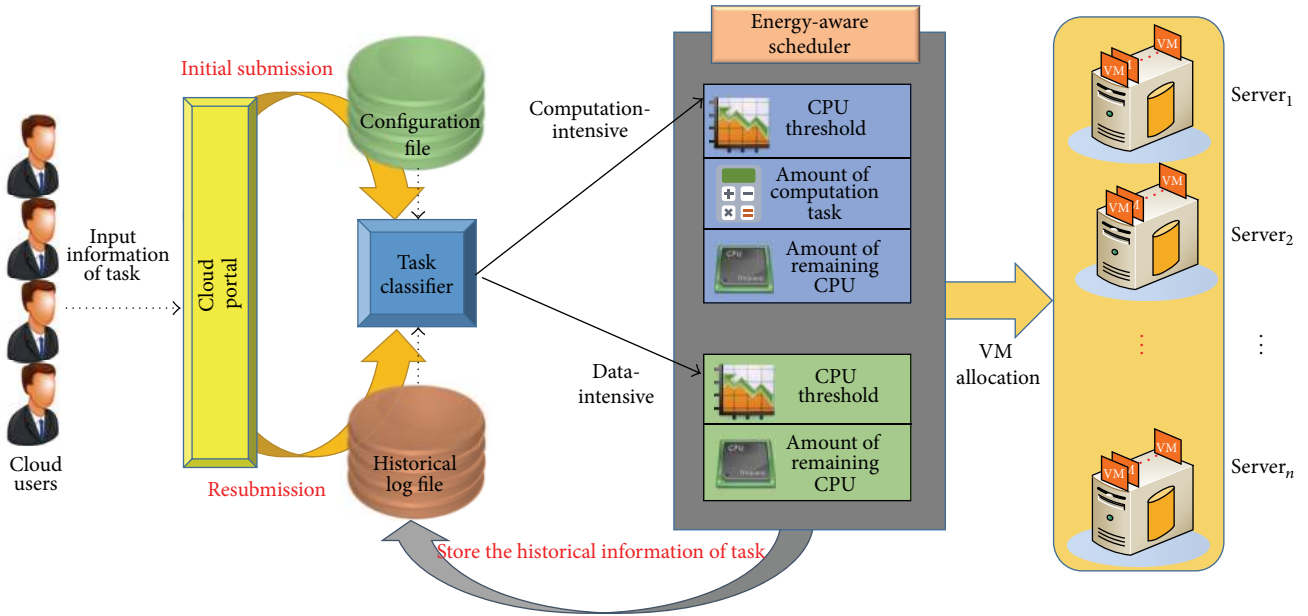 Energy-aware
scheduler
Initial submission
Configuration
file
Computation-
intensive
CPU
threshold
Amount of
computation
task
Amount of
remaining
CPU
Input
information
of task
Cloud
portal
Task
classifier
Data-
intensive
CPU
threshold
Amount of
remaining
CPU
VM
allocation
Cloud
users
Resubmission
Historical
log file
Store the historical information of task
VM
VM
Server₁
VM
VM
Server₂
VM
VM
Serverₙ
CPU
CPU